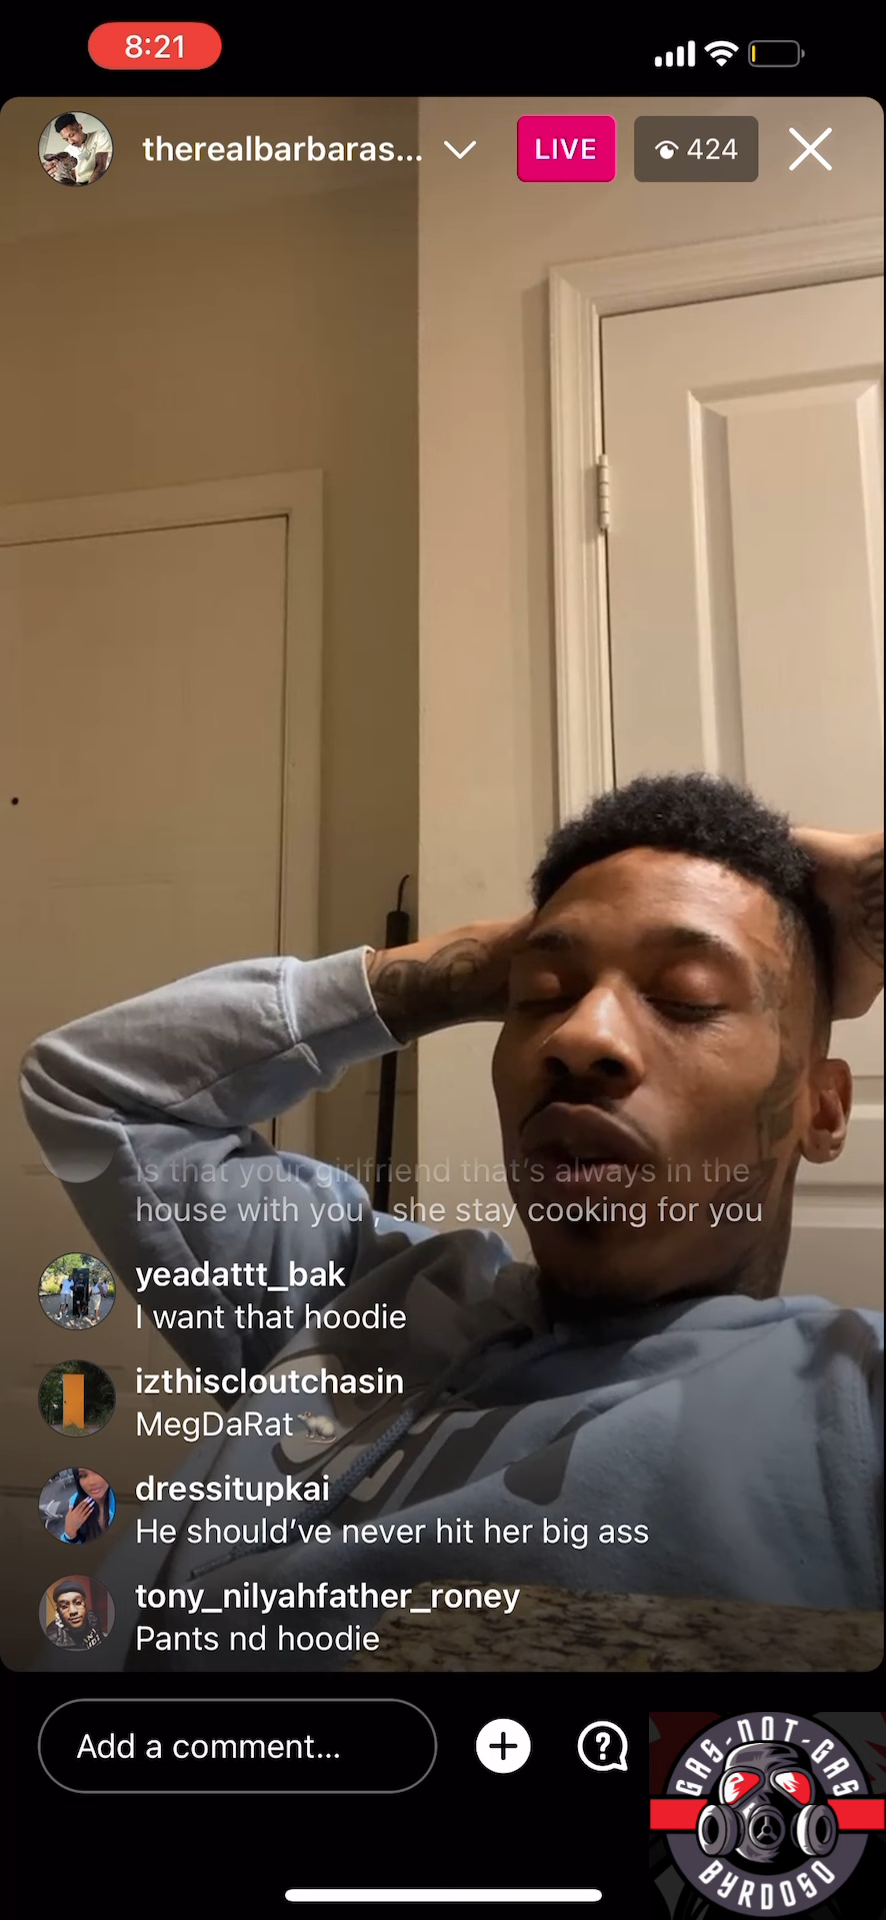 8:21
therealbarbaras...
LIVE
424
is that your girlfriend that's always in the
house with you , she stay cooking for you
yeadattt_bak
I want that hoodie
izthiscloutchasin
MegDaRat🐀
dressitupkai
He should've never hit her big ass
tony_nilyahfather_roney
Pants nd hoodie
Add a comment...
GAS-NOT-GAS
BYRDOSO